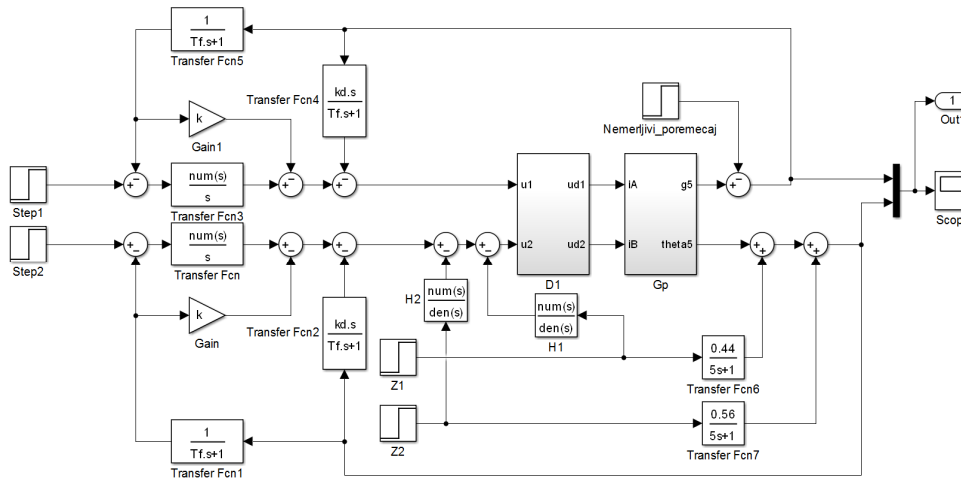 1
Tf.s+1
Transfer Fcn5
kd.s
Tf.s+1
Transfer Fcn4
k
Gain1
Nemerljivi_poremecaj
1
Out1
Step1
+
-
num(s)
s
Transfer Fcn3
+
-
+
-
u1
ud1
u2
ud2
D1
iA
g5
iB
theta5
Gp
+
-
Scop
Step2
+
-
num(s)
s
Transfer Fcn
+
-
+
-
+
-
+
-
+
+
+
+
k
Gain
Transfer Fcn2
kd.s
Tf.s+1
H2
num(s)
den(s)
num(s)
den(s)
H1
Z1
0.44
5s+1
Transfer Fcn6
Z2
0.56
5s+1
Transfer Fcn7
1
Tf.s+1
Transfer Fcn1